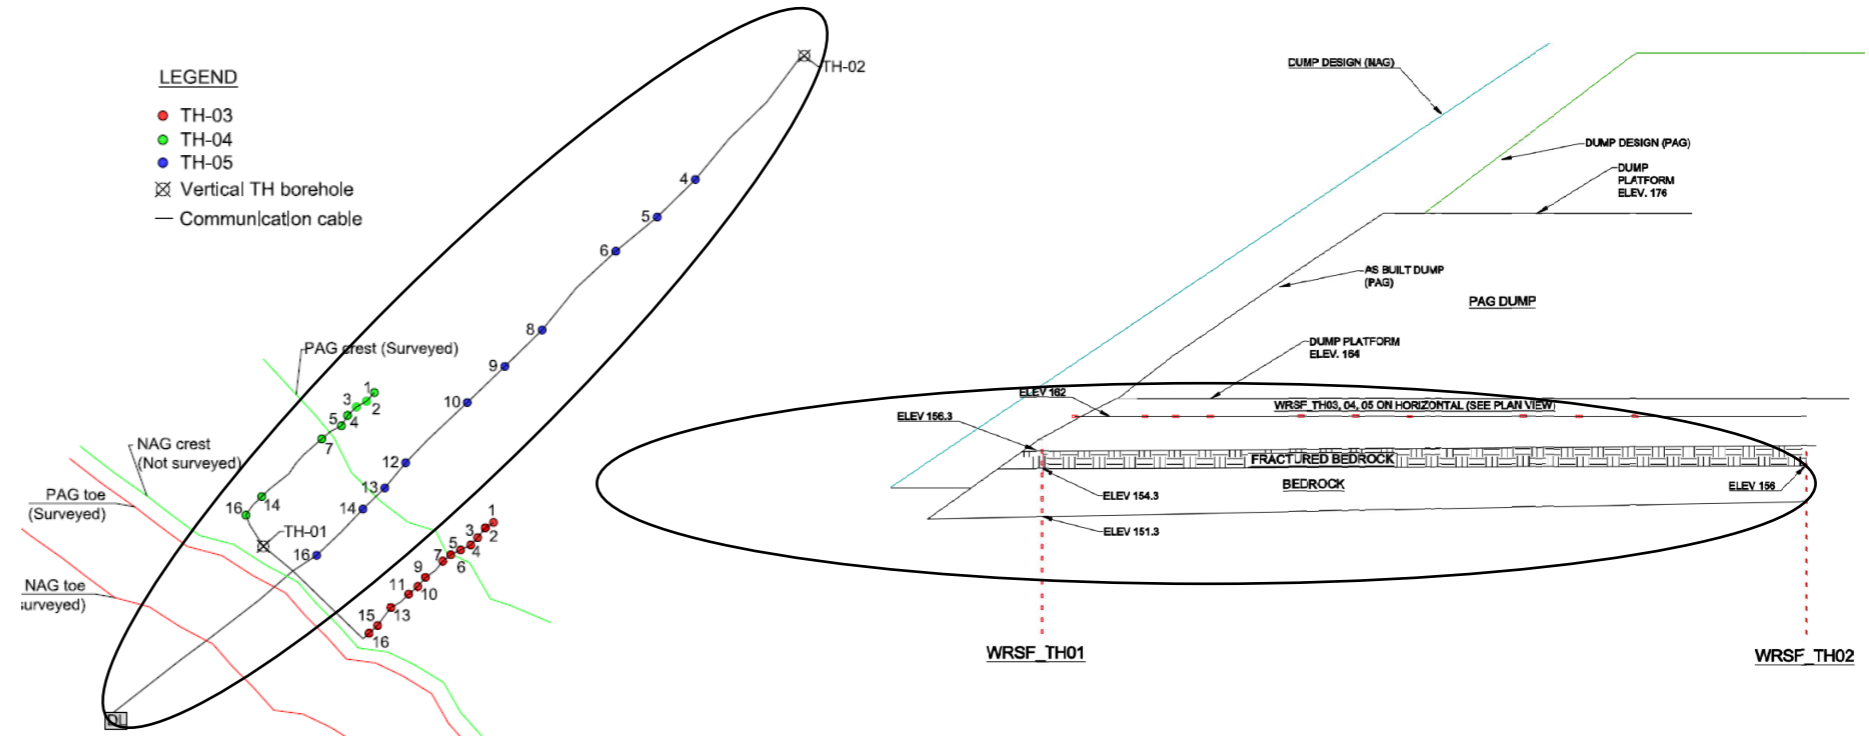 LEGEND
TH-03
TH-04
TH-05
Vertical TH borehole
Communication cable
TH-02
4
5
6
8
9
10
12
13
14
16
PAG crest (Surveyed)
1
2
3
4
5
7
14
16
TH-01
NAG crest
(Not surveyed)
PAG toe
(Surveyed)
NAG toe
urveyed)
1
2
3
4
5
6
7
9
10
11
13
15
16
DL
DUMP DESIGN (NAG)
DUMP DESIGN (PAG)
DUMP
PLATFORM
ELEV. 176
AS BUILT DUMP
(PAG)
PAG DUMP
DUMP PLATFORM
ELEV. 164
ELEV 162
WRSF_TH03, 04, 05 ON HORIZONTAL (SEE PLAN VIEW)
ELEV 156.3
FRACTURED BEDROCK
BEDROCK
ELEV 154.3
ELEV 156
ELEV 151.3
WRSF_TH01
WRSF_TH02